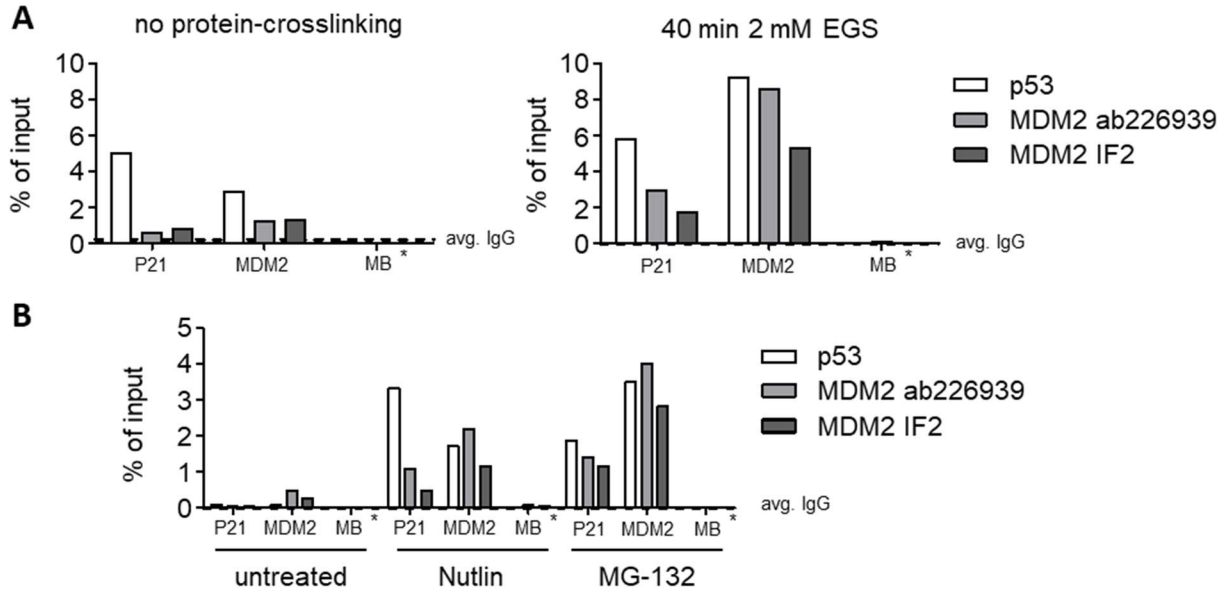 A
no protein-crosslinking
40 min 2 mM EGS
10
8
6
4
2
0
% of input
P21
MDM2
MB
*
avg. IgG
10
8
6
4
2
0
% of input
P21
MDM2
MB
*
avg. IgG
p53
MDM2 ab226939
MDM2 IF2
B
5
4
3
2
1
0
% of input
P21 MDM2 MB * P21 MDM2 MB * P21 MDM2 MB *
untreated Nutlin MG-132
avg. IgG
p53
MDM2 ab226939
MDM2 IF2